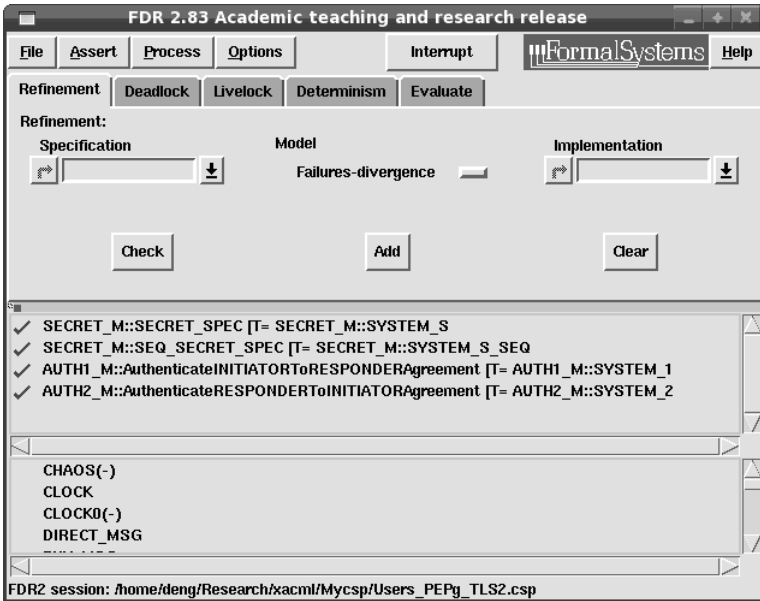 FDR 2.83 Academic teaching and research release
File Assert Process Options Interrupt FormalSystems Help
Refinement Deadlock Livelock Determinism Evaluate
Refinement:
Specification Model Implementation
Failures-divergence
Check Add Clear
SECRET_M::SECRET_SPEC [T= SECRET_M::SYSTEM_S
SECRET_M::SEQ_SECRET_SPEC [T= SECRET_M::SYSTEM_S_SEQ
AUTH1_M::AuthenticateINITIATORToRESPONDERAgreement [T= AUTH1_M::SYSTEM_1
AUTH2_M::AuthenticateRESPONDERToINITIATORAgreement [T= AUTH2_M::SYSTEM_2
CHAOS(-)
CLOCK
CLOCK0(-)
DIRECT_MSG
FDR2 session: /home/deng/Research/xacml/Mycsp/Users_PEPg_TLS2.csp